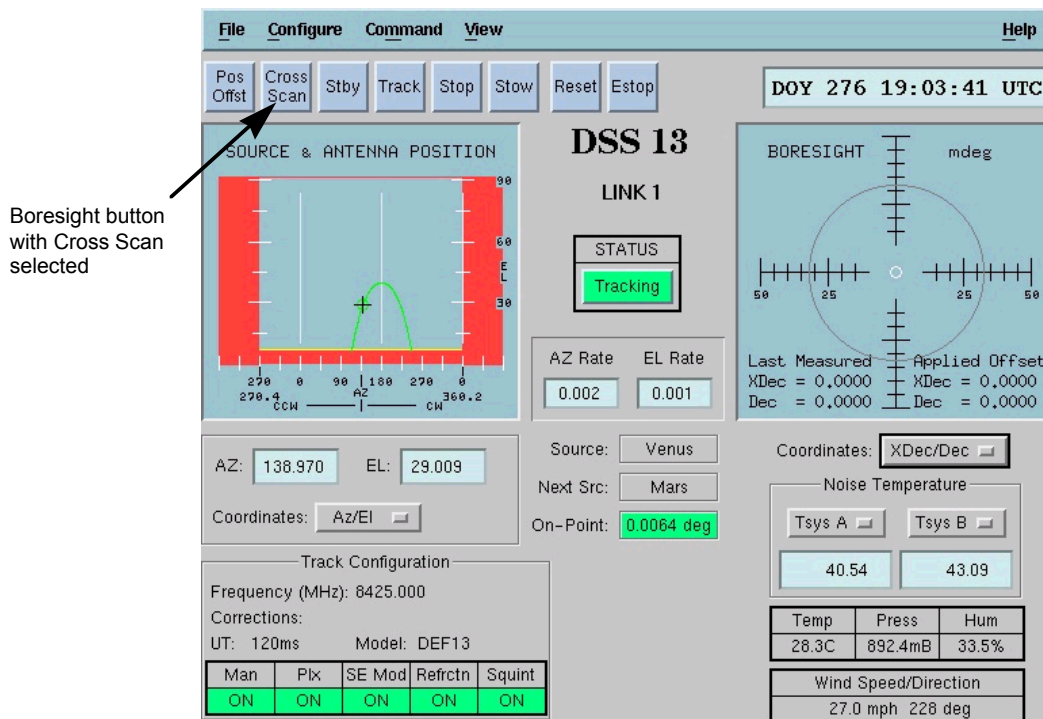 File Configure Command View Help
Pos Offst Cross Scan Stby Track Stop Stow Reset Estop
DOY 276 19:03:41 UTC
Boresight button
with Cross Scan
selected
SOURCE & ANTENNA POSITION
90
60
E
L
30
270 0 90 180 270 0
270.4 AZ 360.2
CCW CW
DSS 13
LINK 1
STATUS
Tracking
AZ Rate EL Rate
0.002 0.001
BORESIGHT mdeg
50 25 25 50
Last Measured Applied Offset
XDec = 0.0000 XDec = 0.0000
Dec = 0.0000 Dec = 0.0000
AZ: 138.970 EL: 29.009
Coordinates: Az/El
Source: Venus
Next Src: Mars
On-Point: 0.0064 deg
Coordinates: XDec/Dec
Noise Temperature
Tsys A Tsys B
40.54 43.09
Track Configuration
Frequency (MHz): 8425.000
Corrections:
UT: 120ms Model: DEF13
Man Plx SE Mod Refrctn Squint
ON ON ON ON ON
Temp Press Hum
28.3C 892.4mB 33.5%
Wind Speed/Direction
27.0 mph 228 deg